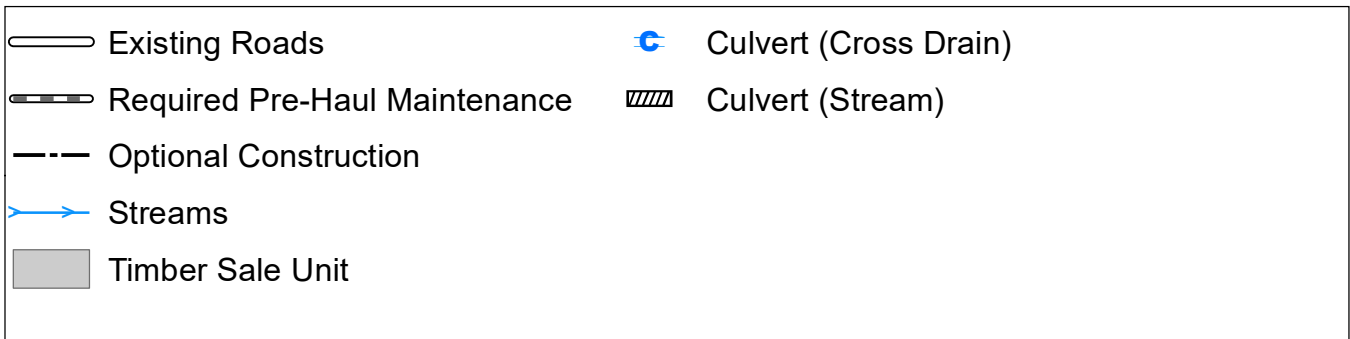 Existing Roads
Required Pre-Haul Maintenance
Optional Construction
Streams
Timber Sale Unit
C Culvert (Cross Drain)
Culvert (Stream)